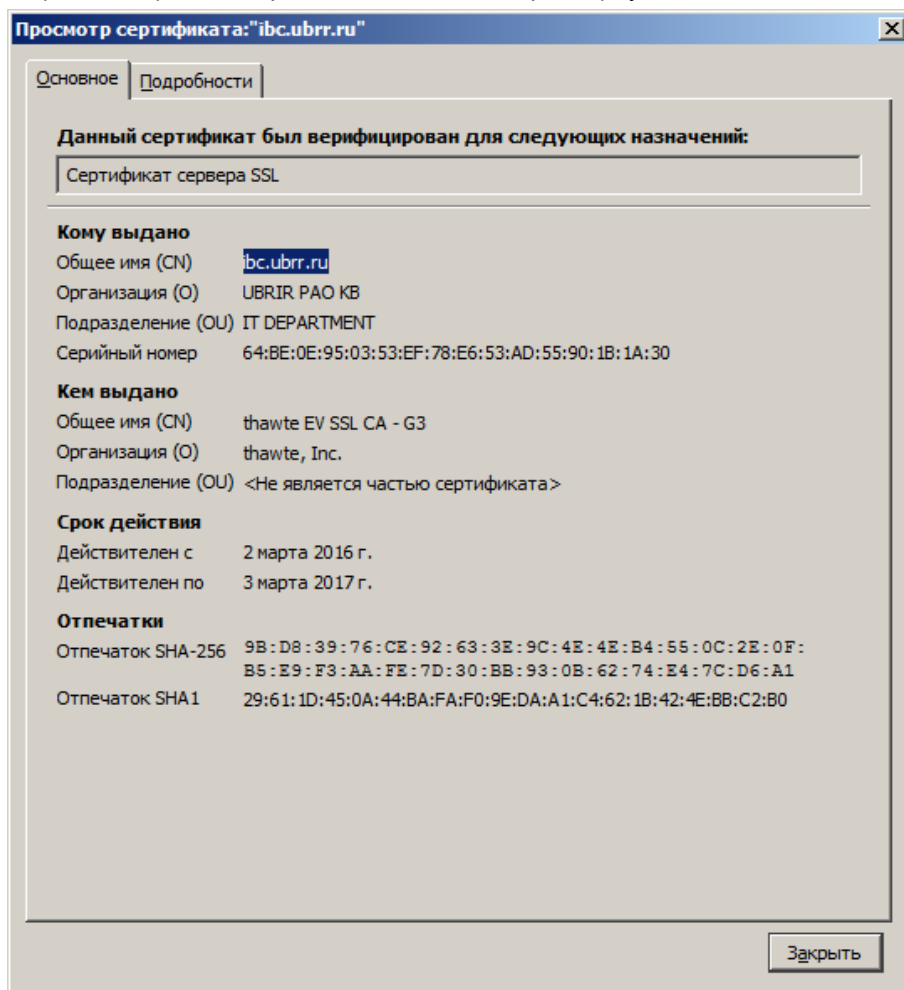 Просмотр сертификата:"ibc.ubrr.ru"
Основное
Подробности
Данный сертификат был верифицирован для следующих назначений:
Сертификат сервера SSL
Кому выдано
Общее имя (CN) ibc.ubrr.ru
Организация (O) UBRIR PAO KB
Подразделение (OU) IT DEPARTMENT
Серийный номер 64:BE:0E:95:03:53:EF:78:E6:53:AD:55:90:1B:1A:30
Кем выдано
Общее имя (CN) thawte EV SSL CA - G3
Организация (O) thawte, Inc.
Подразделение (OU) <Не является частью сертификата>
Срок действия
Действителен с 2 марта 2016 г.
Действителен по 3 марта 2017 г.
Отпечатки
Отпечаток SHA-256 9B:D8:39:76:CE:92:63:3E:9C:4E:4E:B4:55:0C:2E:0F:
B5:E9:F3:AA:FE:7D:30:BB:93:0B:62:74:E4:7C:D6:A1
Отпечаток SHA1 29:61:1D:45:0A:44:BA:FA:F0:9E:DA:A1:C4:62:1B:42:4E:BB:C2:B0
Закрыть